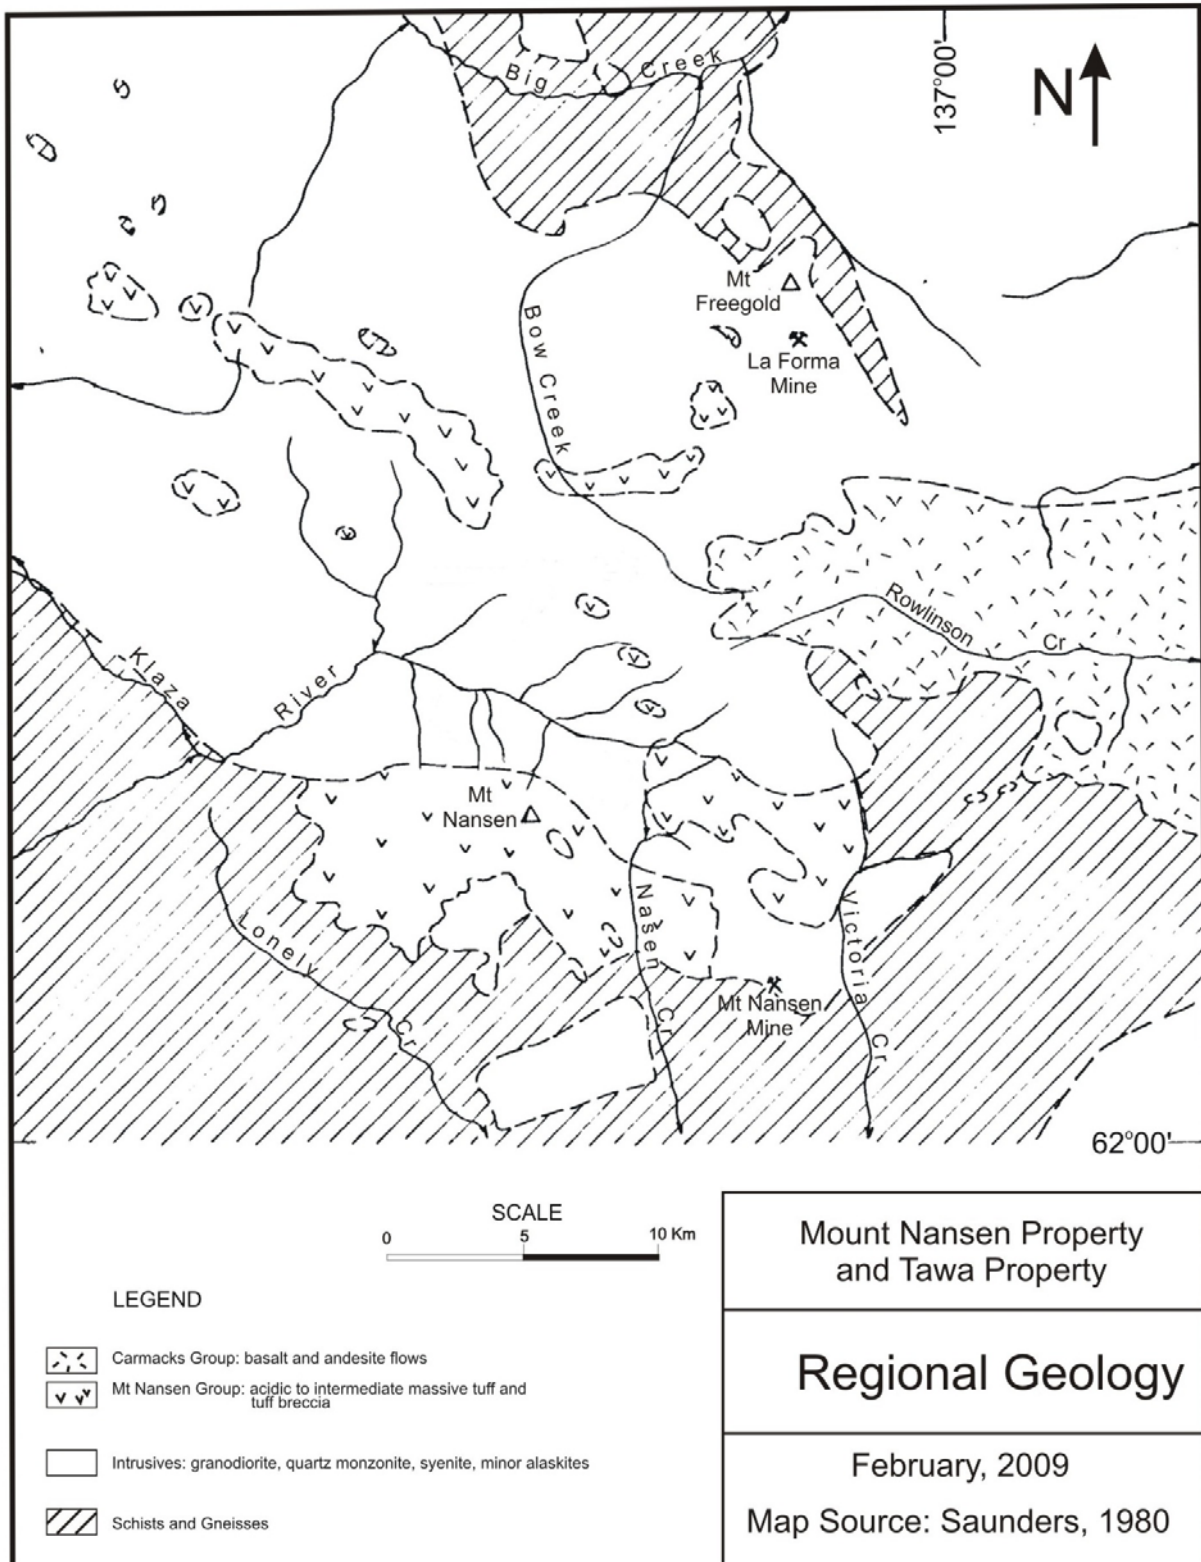 Big Creek
137°00'
N
Mt
Freegold
La Forma
Mine
Bow Creek
Rowlinson Cr
Klaza River
Mt
Nansen
Lonely Cr
Nasen Cr
Victoria Cr
Mt Nansen
Mine
62°00'
SCALE
0 5 10 Km
LEGEND
Carmacks Group: basalt and andesite flows
Mt Nansen Group: acidic to intermediate massive tuff and
tuff breccia
Intrusives: granodiorite, quartz monzonite, syenite, minor alaskites
Schists and Gneisses
Mount Nansen Property
and Tawa Property
Regional Geology
February, 2009
Map Source: Saunders, 1980